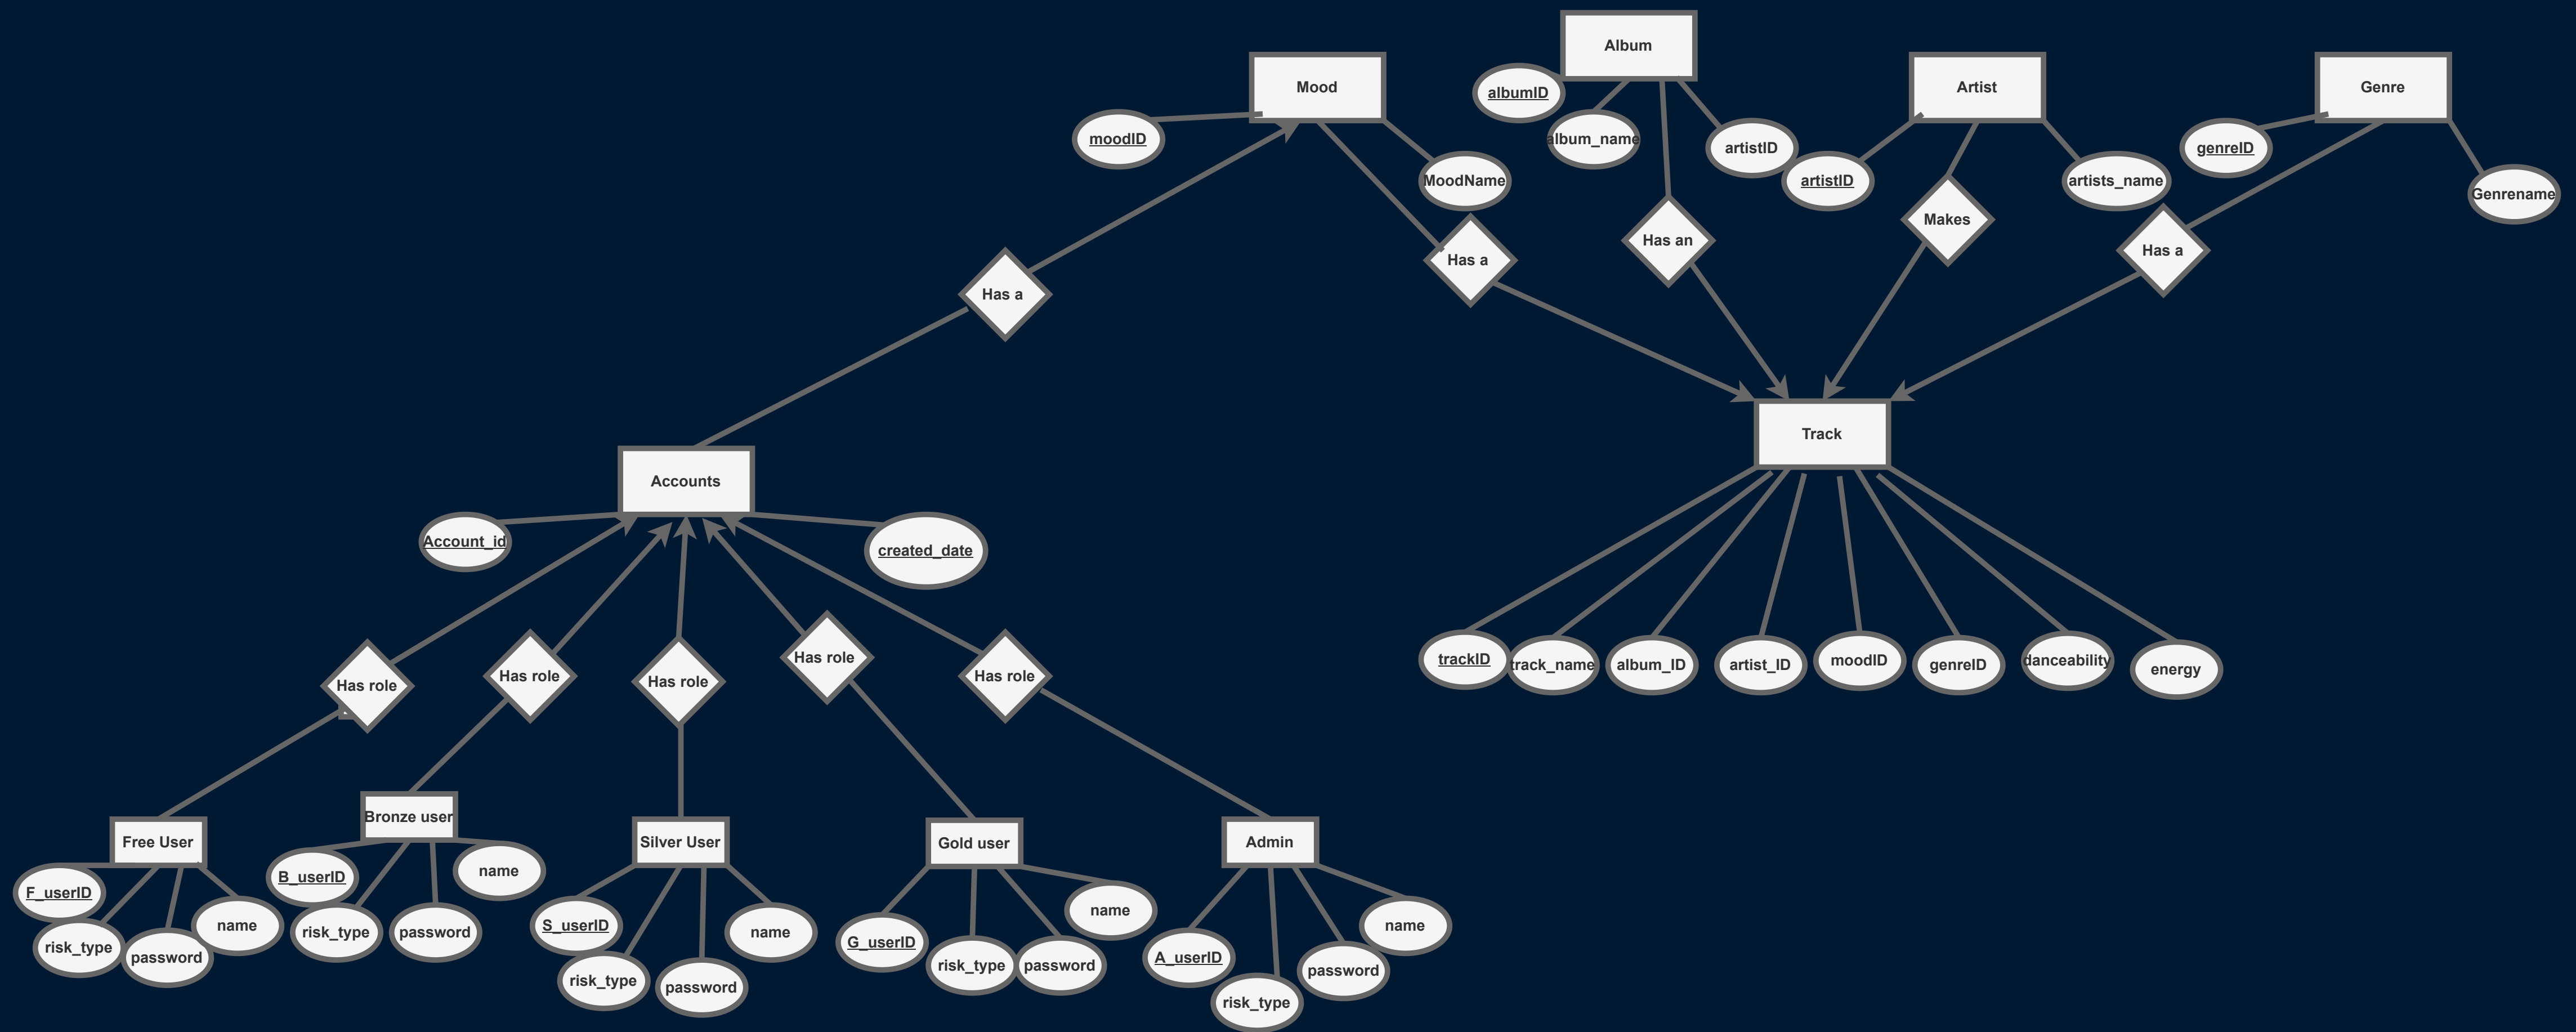 Album
Mood
Artist
Genre
albumID
album_name
moodID
artistID
genreID
MoodName
artistID
artists_name
Genrename
Makes
Has an
Has a
Has a
Has a
Track
Accounts
Account_id
created_date
trackID
track_name
album_ID
artist_ID
moodID
genreID
danceability
energy
Has role
Has role
Has role
Has role
Has role
Free User
Bronze user
Silver User
Gold user
Admin
F_userID
risk_type
password
name
B_userID
risk_type
password
name
S_userID
risk_type
password
name
G_userID
risk_type
password
name
A_userID
risk_type
password
name